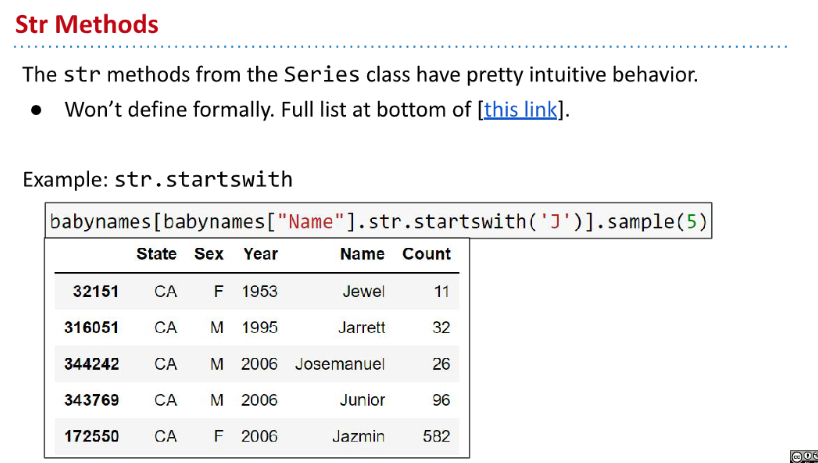 Str Methods
The str methods from the Series class have pretty intuitive behavior.
● Won’t define formally. Full list at bottom of [this link].
Example: str.startswith
babynames[babynames["Name"].str.startswith('J')].sample(5)
State Sex Year Name Count
32151 CA F 1953 Jewel 11
316051 CA M 1995 Jarrett 32
344242 CA M 2006 Josemanuel 26
343769 CA M 2006 Junior 96
172550 CA F 2006 Jazmin 582